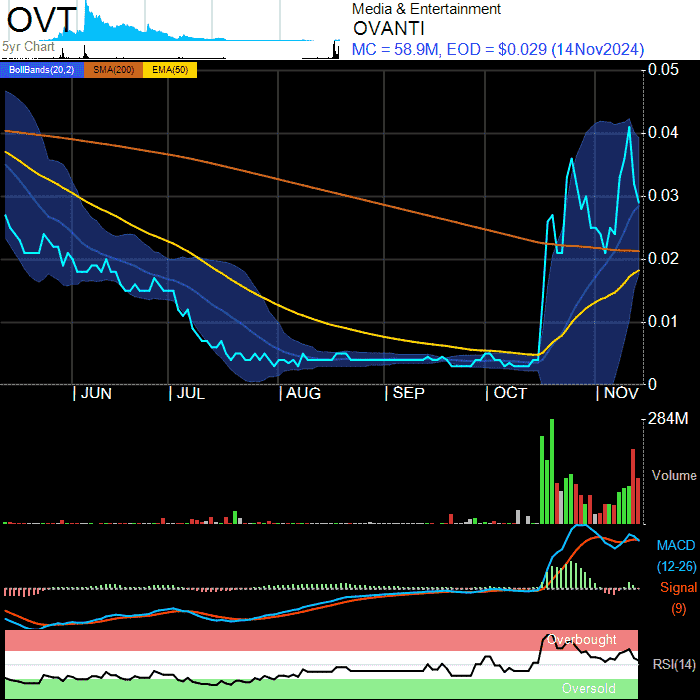 OVT
5yr Chart
Media & Entertainment
OVANTI
MC = 58.9M, EOD = $0.029 (14Nov2024)
BollBands(20,2) SMA(200) EMA(50)
0.05
0.04
0.03
0.02
0.01
0
JUN JUL AUG SEP OCT NOV
284M
Volume
MACD
(12-26)
Signal
(9)
Overbought
RSI(14)
Oversold